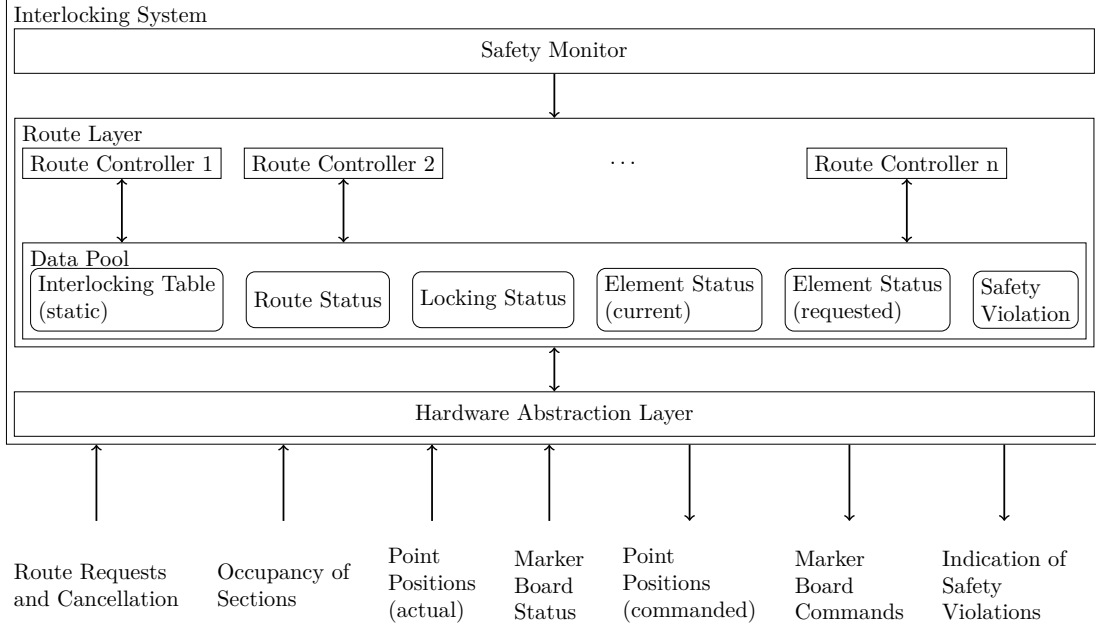 Interlocking System
Safety Monitor
Route Layer
Route Controller 1
Route Controller 2
...
Route Controller n
Data Pool
Interlocking Table
(static)
Route Status
Locking Status
Element Status
(current)
Element Status
(requested)
Safety
Violation
Hardware Abstraction Layer
Route Requests
and Cancellation
Occupancy of
Sections
Point
Positions
(actual)
Marker
Board
Status
Point
Positions
(commanded)
Marker
Board
Commands
Indication of
Safety
Violations